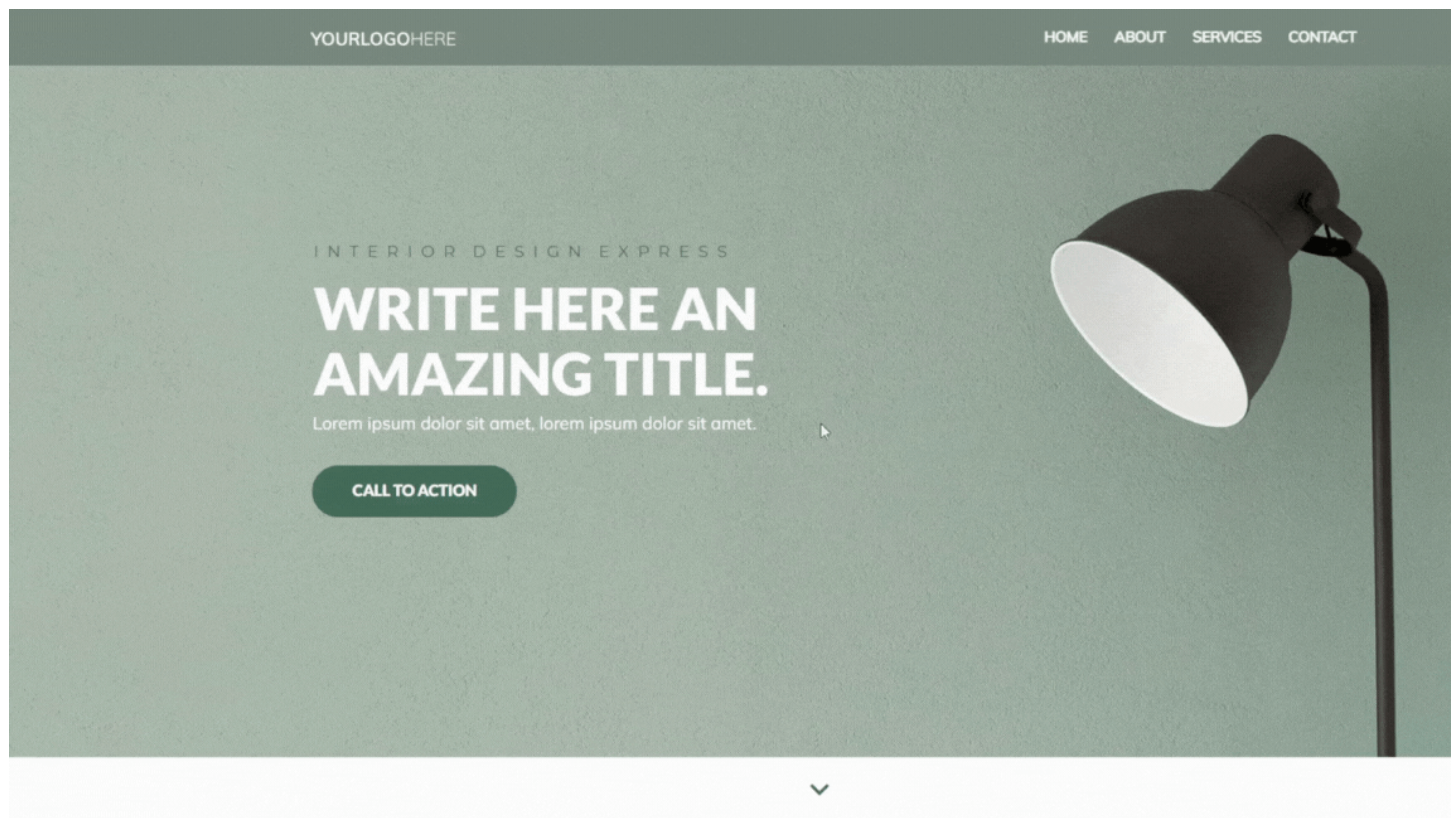 YOURLOGOHERE
HOME ABOUT SERVICES CONTACT
INTERIOR DESIGN EXPRESS
WRITE HERE AN
AMAZING TITLE.
Lorem ipsum dolor sit amet, lorem ipsum dolor sit amet.
CALL TO ACTION